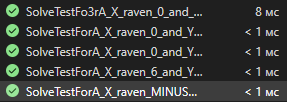 SolveTestFo3rA_X_raven_0_and_... 8 мс
SolveTestForA_X_raven_0_and_Y... < 1 мс
SolveTestForA_X_raven_0_and_Y... < 1 мс
SolveTestForA_X_raven_6_and_Y... < 1 мс
SolveTestForA_X_raven_MINUS... < 1 мс